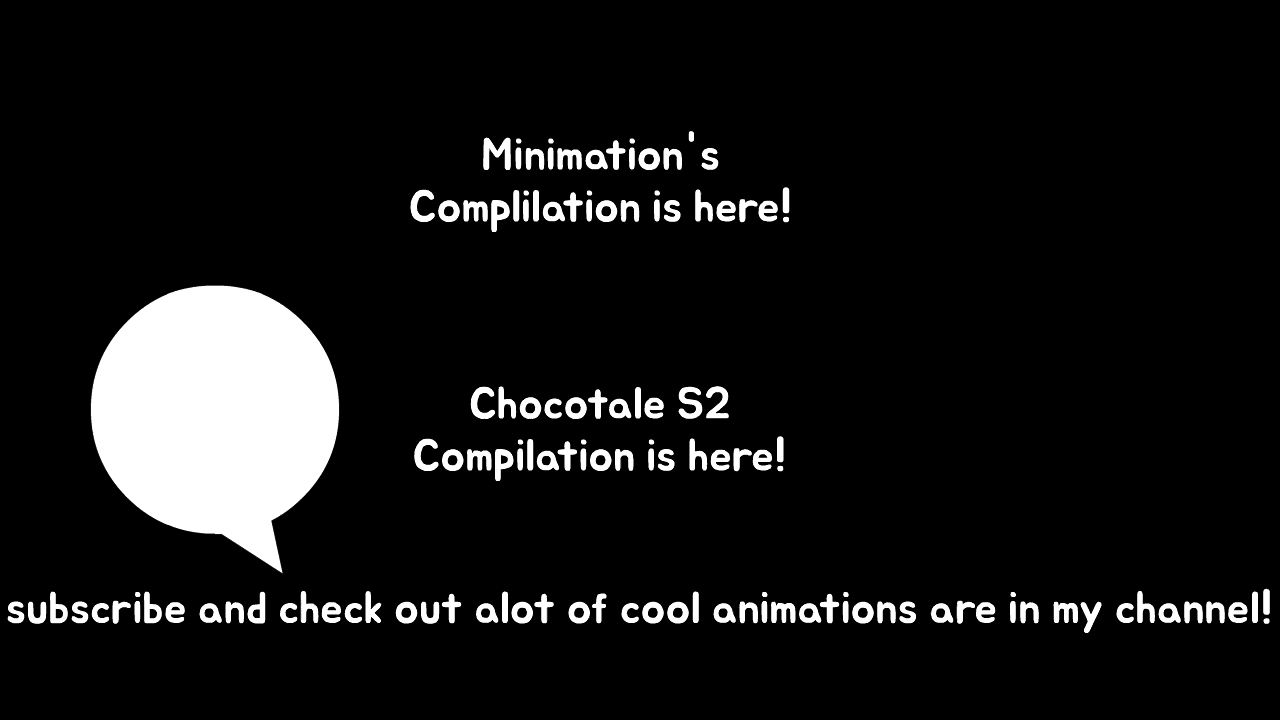 Minimation's
Complilation is here!
Chocotale S2
Compilation is here!
subscribe and check out alot of cool animations are in my channel!